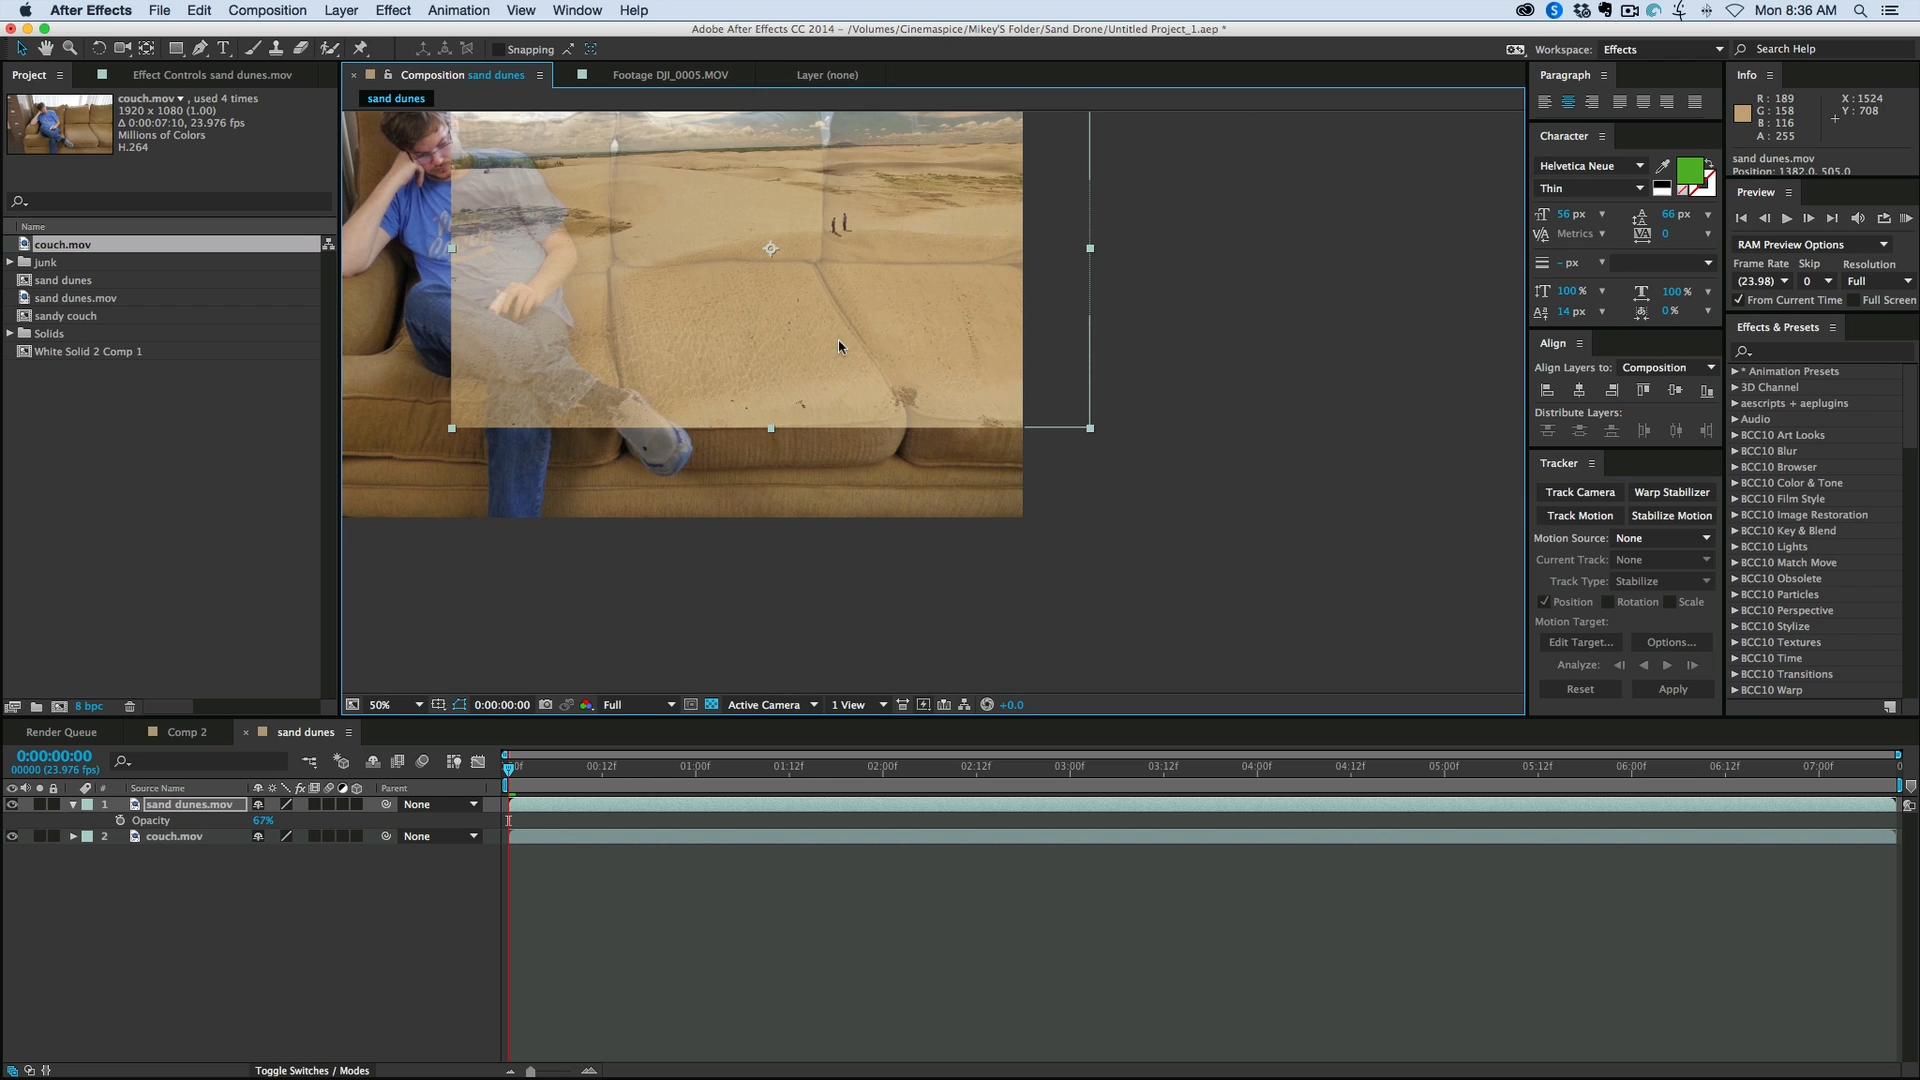 After Effects File Edit Composition Layer Effect Animation View Window Help Mon 8:36 AM
Adobe After Effects CC 2014 – /Volumes/Cinemaspice/Mikey'S Folder/Sand Drone/Untitled Project_1.aep *
Snapping Workspace: Effects Search Help
Project Effect Controls sand dunes.mov
couch.mov , used 4 times
1920 x 1080 (1.00)
Δ 0:00:07:10, 23.976 fps
Millions of Colors
H.264
Name
couch.mov
junk
sand dunes
sand dunes.mov
sandy couch
Solids
White Solid 2 Comp 1
8 bpc
Composition sand dunes Footage DJI_0005.MOV Layer (none)
sand dunes
50% 0:00:00:00 Full Active Camera 1 View +0.0
Paragraph
Character
Helvetica Neue
Thin
56 px 66 px
Metrics 0
- px
100 % 100 %
14 px 0 %
Align
Align Layers to: Composition
Distribute Layers:
Tracker
Track Camera Warp Stabilizer
Track Motion Stabilize Motion
Motion Source: None
Current Track: None
Track Type: Stabilize
Position Rotation Scale
Motion Target:
Edit Target... Options...
Analyze:
Reset Apply
Info
R : 189 X : 1524
G : 158 Y : 708
B : 116
A : 255
sand dunes.mov
Position: 1382.0, 505.0
Preview
RAM Preview Options
Frame Rate Skip Resolution
(23.98) 0 Full
From Current Time Full Screen
Effects & Presets
* Animation Presets
3D Channel
aescripts + aeplugins
Audio
BCC10 Art Looks
BCC10 Blur
BCC10 Browser
BCC10 Color & Tone
BCC10 Film Style
BCC10 Image Restoration
BCC10 Key & Blend
BCC10 Lights
BCC10 Match Move
BCC10 Obsolete
BCC10 Particles
BCC10 Perspective
BCC10 Stylize
BCC10 Textures
BCC10 Time
BCC10 Transitions
BCC10 Warp
Render Queue Comp 2 sand dunes
0:00:00:00
00000 (23.976 fps)
00:12f 01:00f 01:12f 02:00f 02:12f 03:00f 03:12f 04:00f 04:12f 05:00f 05:12f 06:00f 06:12f 07:00f
# Source Name fx Parent
1 sand dunes.mov None
Opacity 67%
2 couch.mov None
Toggle Switches / Modes